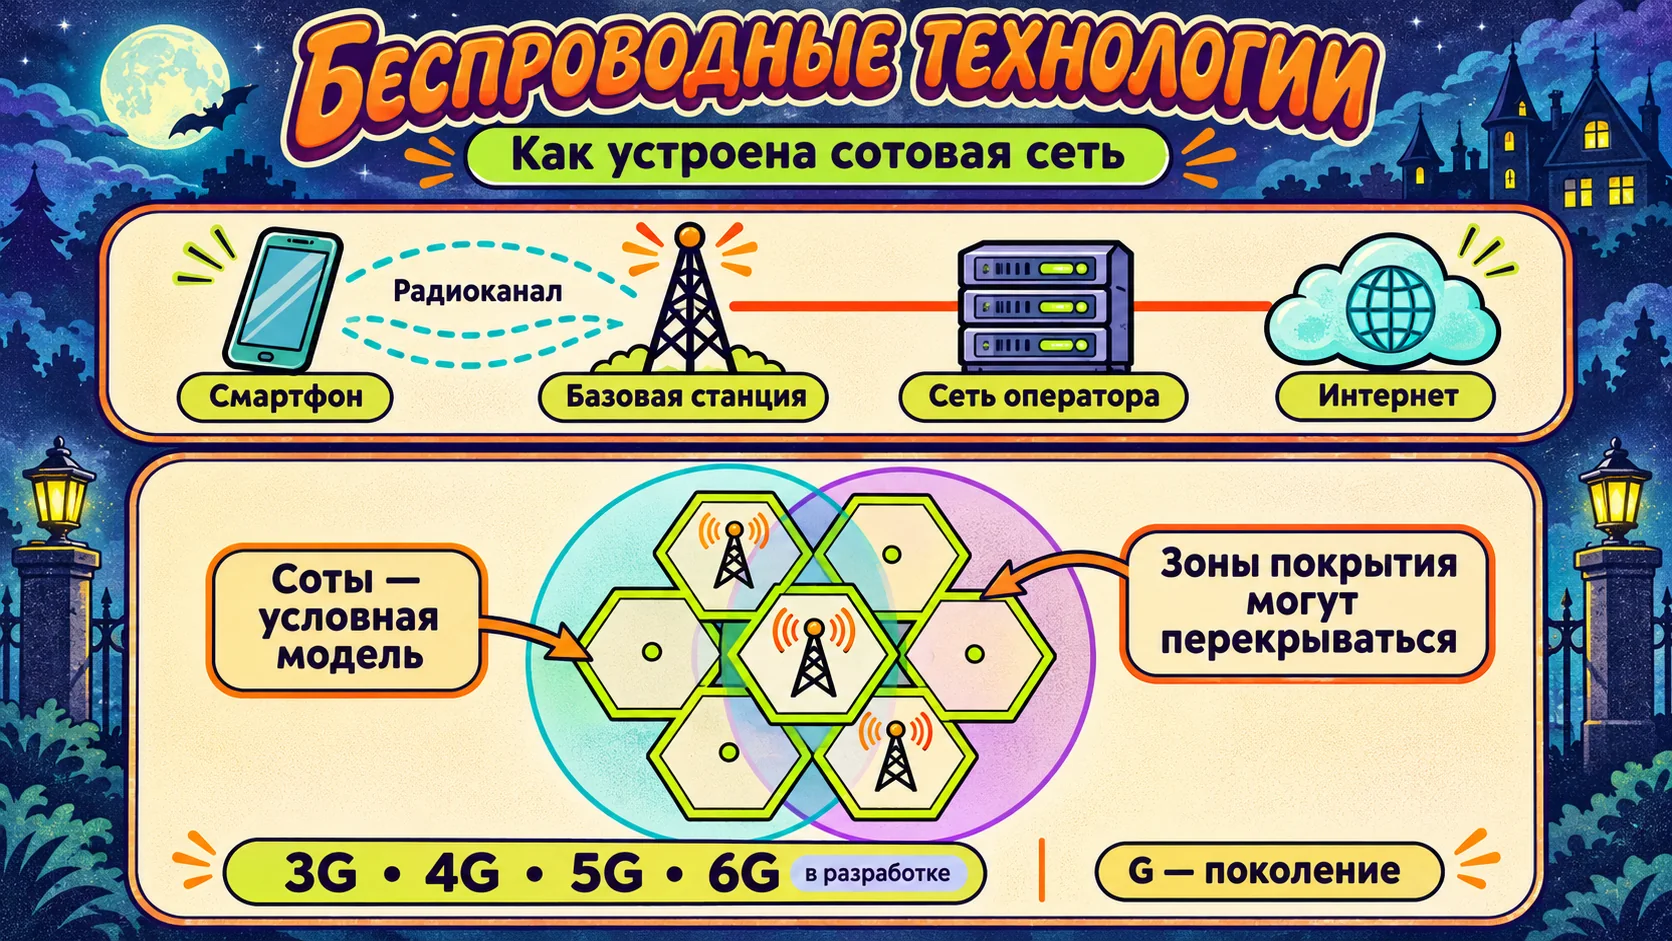 Беспроводные технологии
Как устроена сотовая сеть
Радиоканал
Смартфон
Базовая станция
Сеть оператора
Интернет
Соты —
условная
модель
Зоны покрытия
могут
перекрываться
3G • 4G • 5G • 6G в разработке
G — поколение